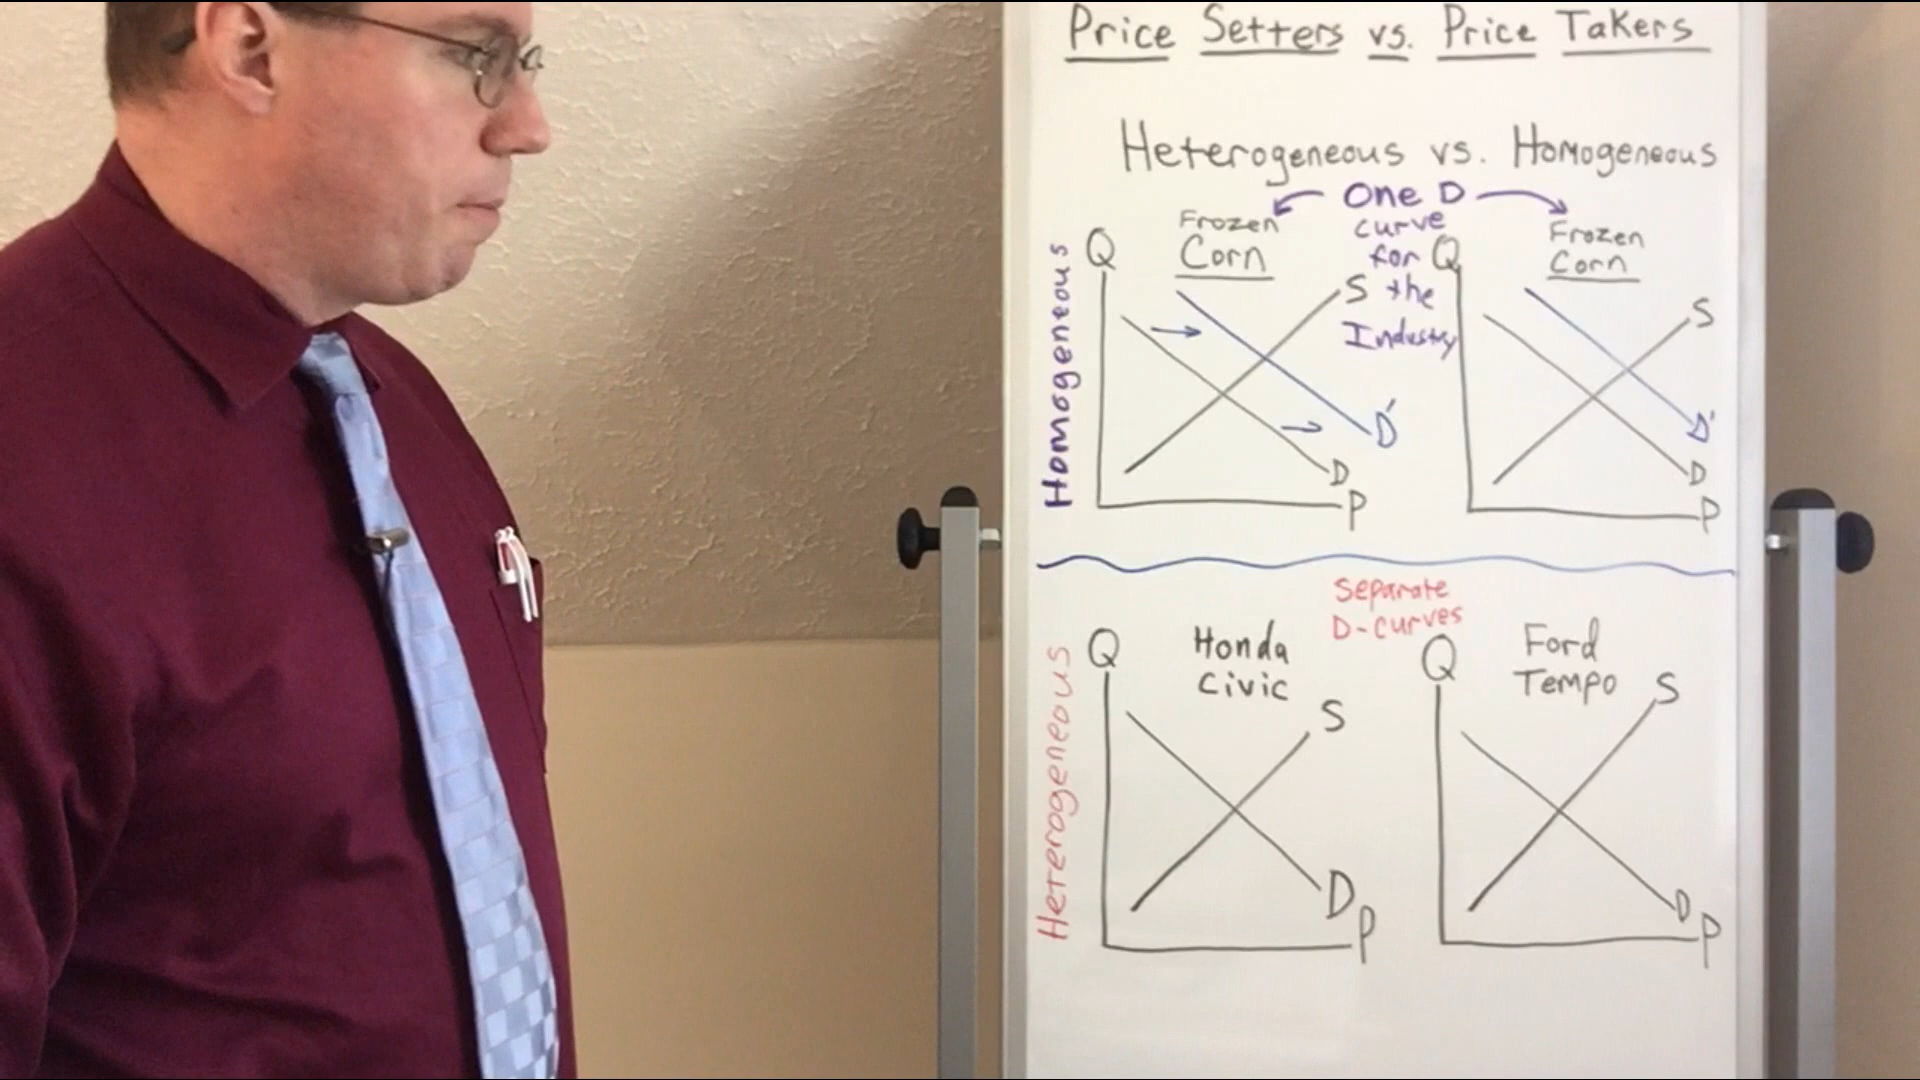 Price Setters vs. Price Takers
Heterogeneous vs. Homogeneous
One D
curve
for
the
Industry
Homogeneous
Q
Frozen
Corn
S
D'
D
P
Q
Frozen
Corn
S
D'
D
P
Separate
D-curves
Heterogeneous
Q
Honda
Civic
S
D
P
Q
Ford
Tempo
S
D
P